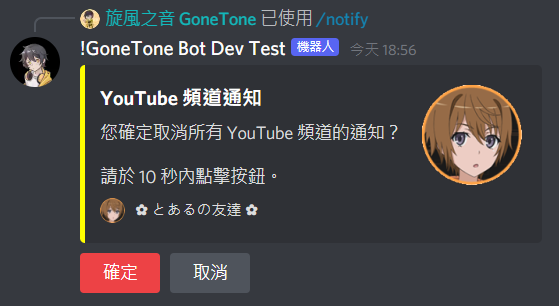 旋風之音 GoneTone 已使用 /notify
!GoneTone Bot Dev Test 機器人 今天 18:56
YouTube 頻道通知
您確定取消所有 YouTube 頻道的通知？
請於 10 秒內點擊按鈕。
✿ とあるの友達 ✿
確定 取消